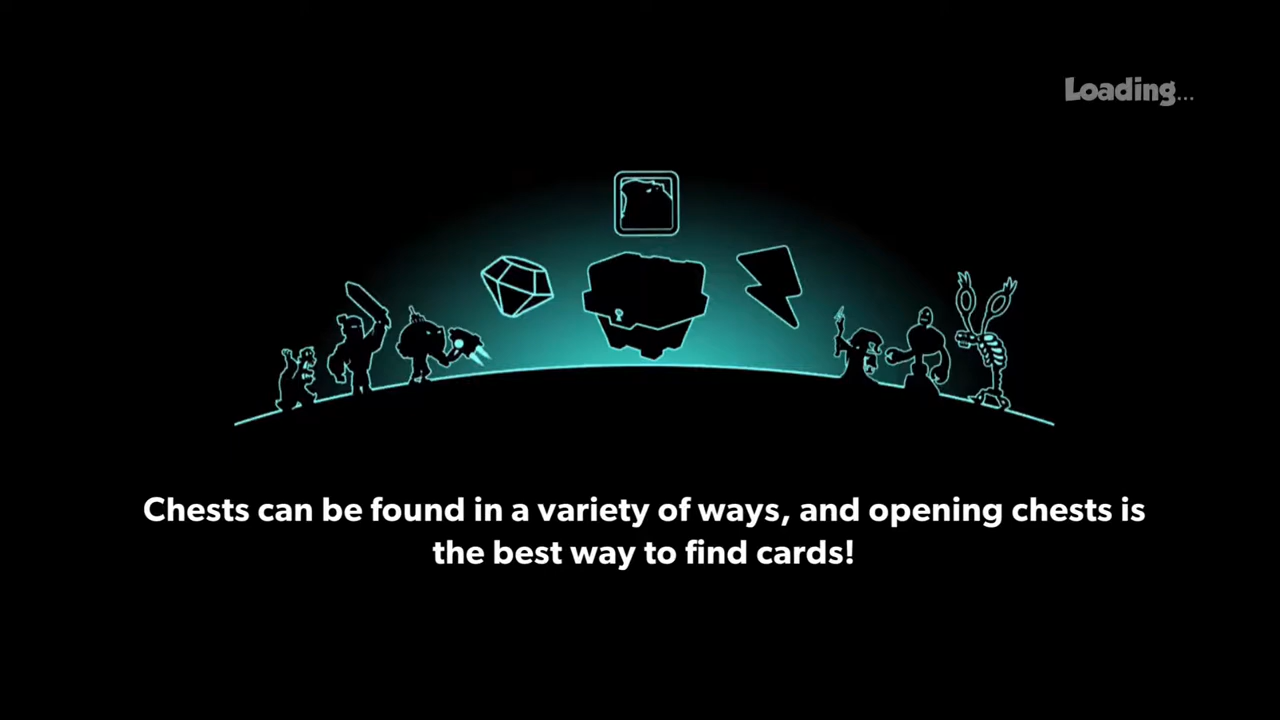 Loading...
Chests can be found in a variety of ways, and opening chests is
the best way to find cards!